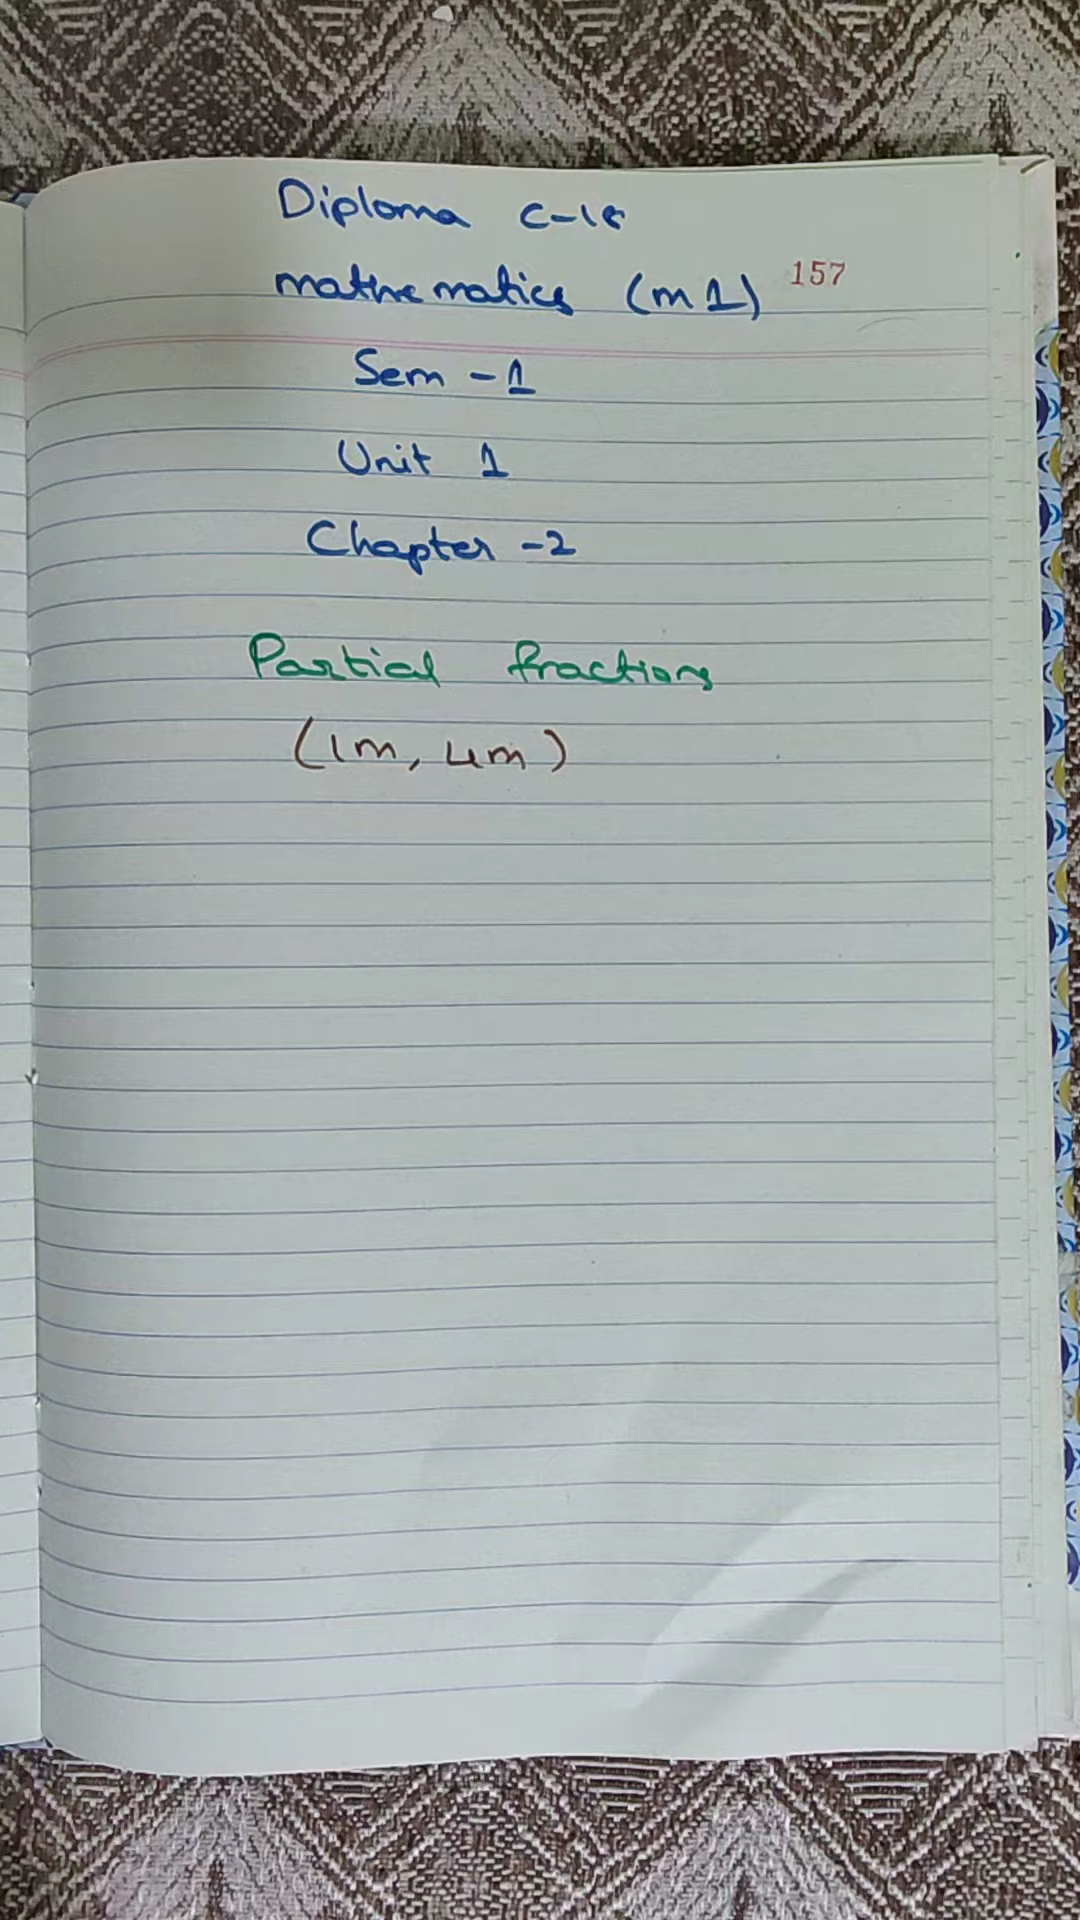 Diploma C-18
mathematics (m1) 157
Sem - 1
Unit 1
Chapter - 2
Partial fractions
(1m, 4m)